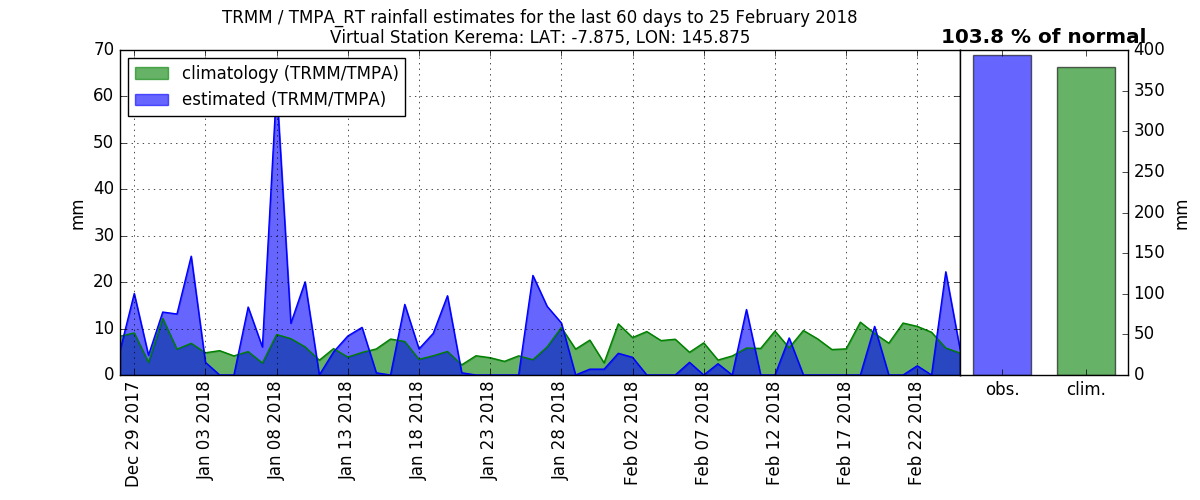 TRMM / TMPA_RT rainfall estimates for the last 60 days to 25 February 2018
Virtual Station Kerema: LAT: -7.875, LON: 145.875
103.8 % of normal
climatology (TRMM/TMPA)
estimated (TRMM/TMPA)
70
60
50
40
30
20
10
0
mm
Dec 29 2017
Jan 03 2018
Jan 08 2018
Jan 13 2018
Jan 18 2018
Jan 23 2018
Jan 28 2018
Feb 02 2018
Feb 07 2018
Feb 12 2018
Feb 17 2018
Feb 22 2018
400
350
300
250
200
150
100
50
0
mm
obs.
clim.